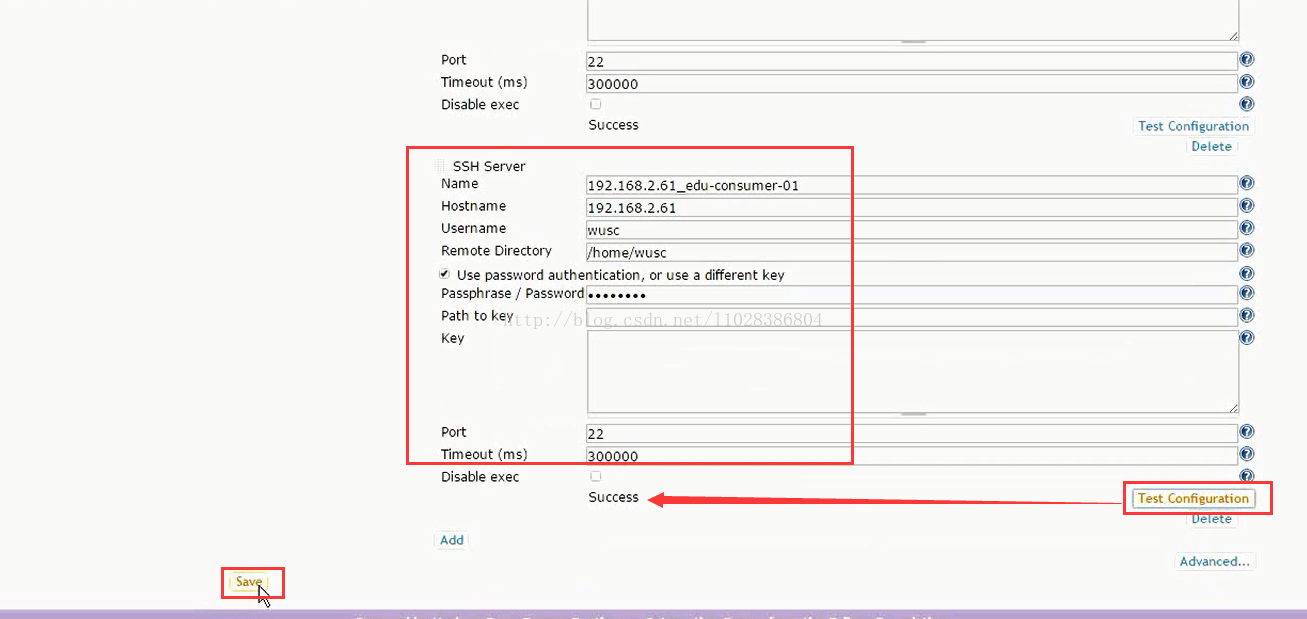 Port 22
Timeout (ms) 300000
Disable exec
Success
Test Configuration
Delete
SSH Server
Name 192.168.2.61_edu-consumer-01
Hostname 192.168.2.61
Username wusc
Remote Directory /home/wusc
Use password authentication, or use a different key
Passphrase / Password ••••••••
Path to key
http://blog.csdn.net/l1028386804
Key
Port 22
Timeout (ms) 300000
Disable exec
Success
Test Configuration
Delete
Add
Advanced...
Save